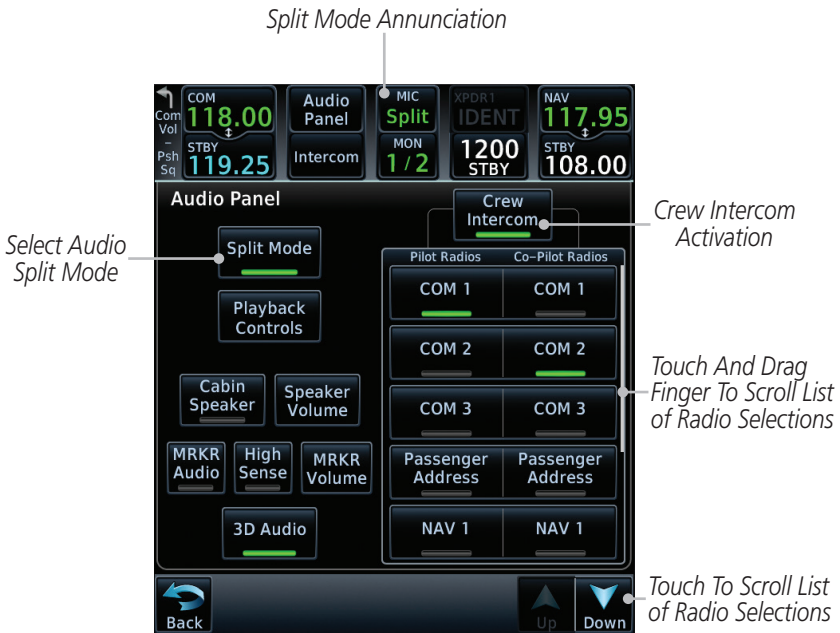 Split Mode Annunciation
COM
118.00
Audio
Panel
MIC
Split
XPDR1
IDENT
NAV
117.95
Com
Vol
–
Psh
Sq
STBY
119.25
Intercom
MON
1/2
1200
STBY
STBY
108.00
Audio Panel
Crew
Intercom
Crew Intercom
Activation
Select Audio
Split Mode
Split Mode
Pilot Radios
Co-Pilot Radios
COM 1
COM 1
Playback
Controls
COM 2
COM 2
Touch And Drag
Finger To Scroll List
of Radio Selections
Cabin
Speaker
Speaker
Volume
COM 3
COM 3
MRKR
Audio
High
Sense
MRKR
Volume
Passenger
Address
Passenger
Address
3D Audio
NAV 1
NAV 1
Touch To Scroll List
of Radio Selections
Back
Up
Down